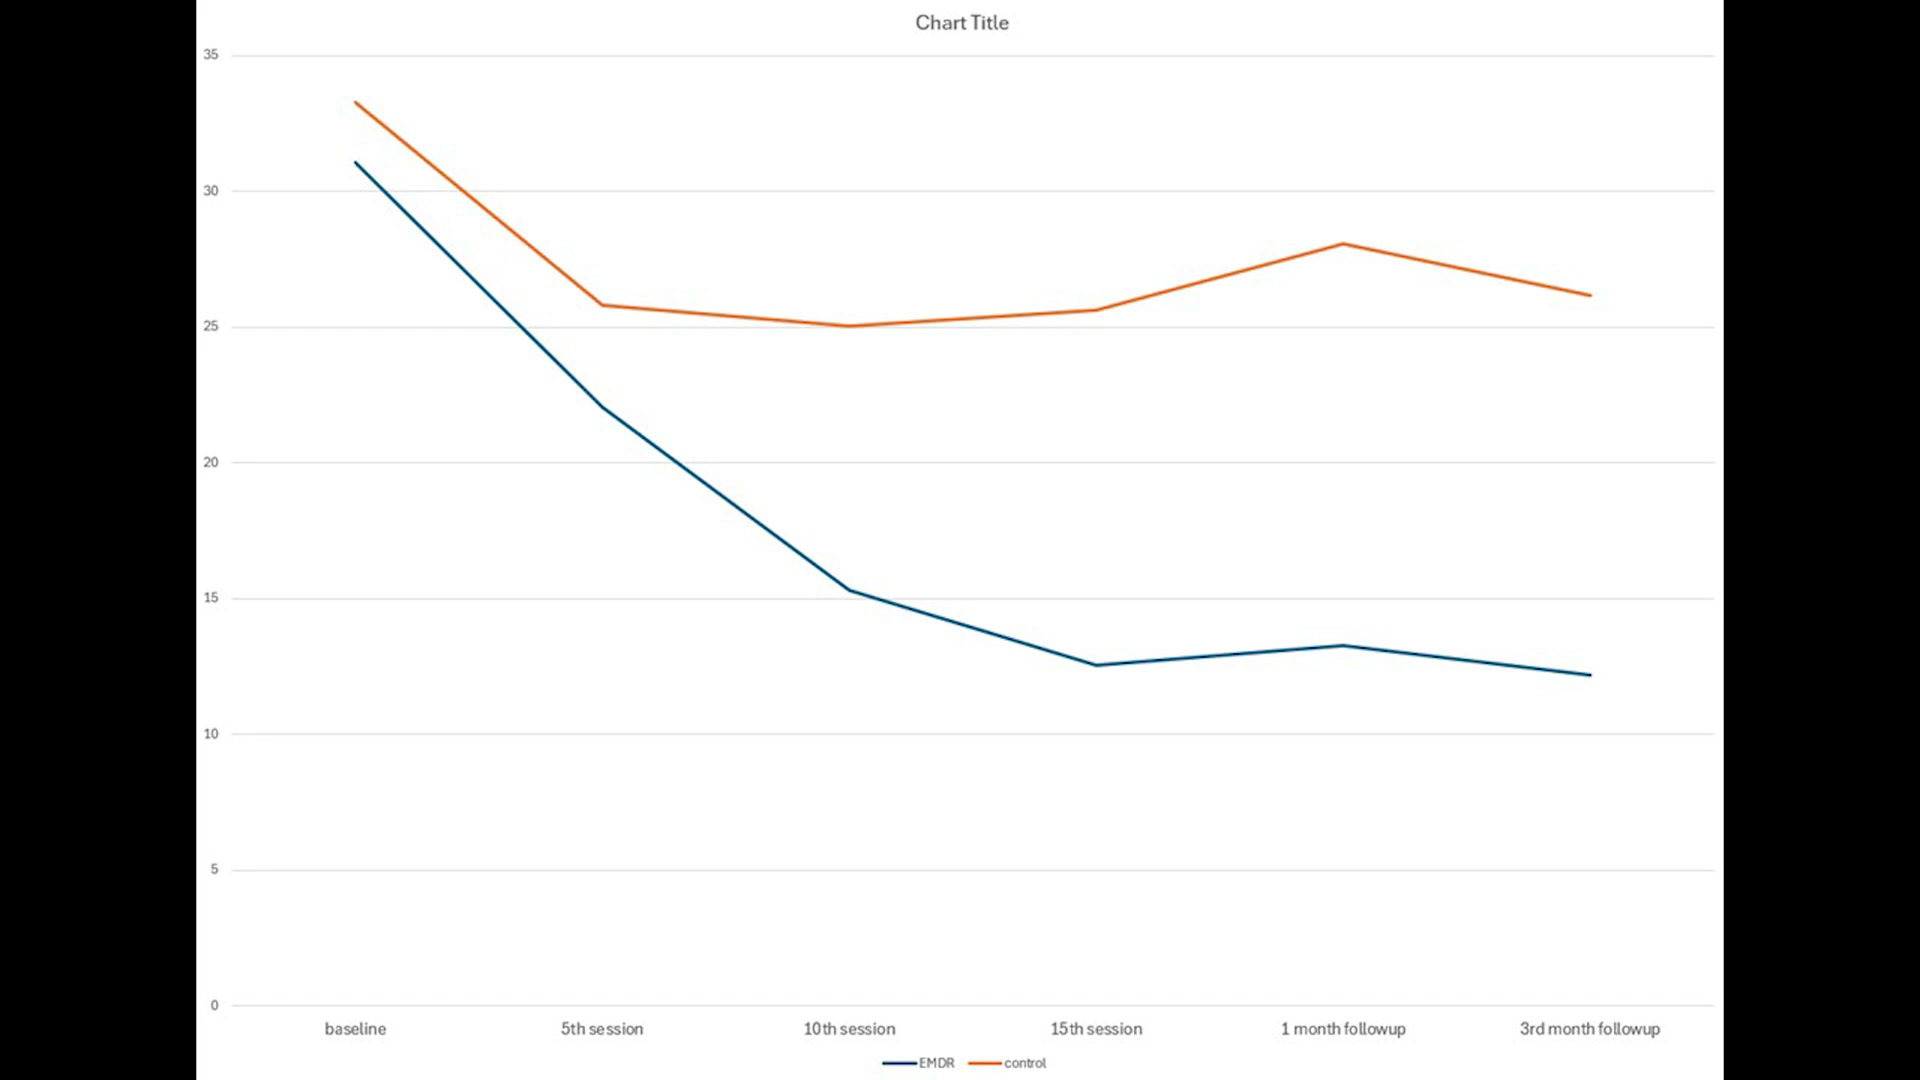 Chart Title
35
30
25
20
15
10
5
0
baseline 5th session 10th session 15th session 1 month followup 3rd month followup
EMDR control